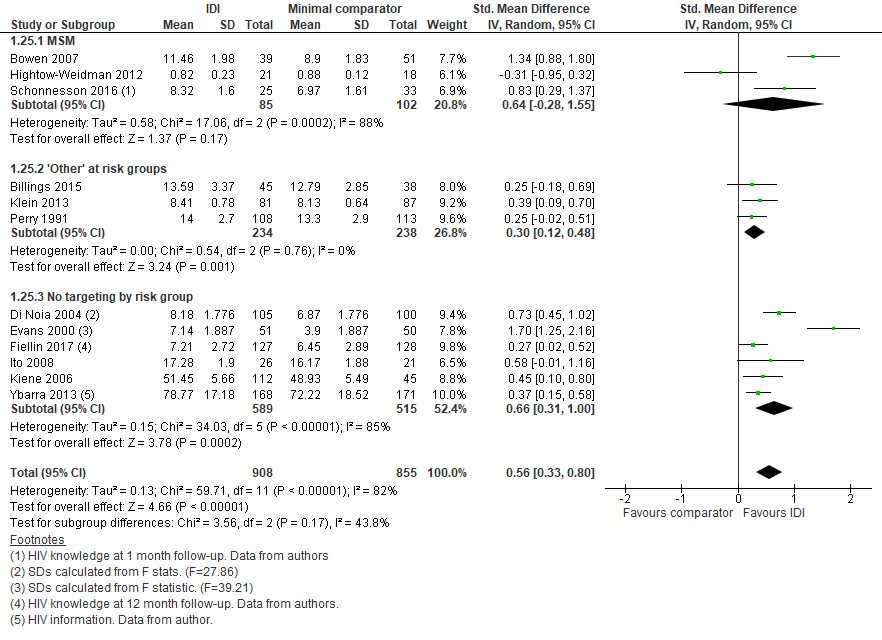 IDI Minimal comparator Std. Mean Difference Std. Mean Difference
Study or Subgroup Mean SD Total Mean SD Total Weight IV, Random, 95% CI IV, Random, 95% CI
1.25.1 MSM
Bowen 2007 11.46 1.98 39 8.9 1.83 51 7.7% 1.34 [0.88, 1.80]
Hightow-Weidman 2012 0.82 0.23 21 0.88 0.12 18 6.1% -0.31 [-0.95, 0.32]
Schonnesson 2016 (1) 8.32 1.6 25 6.97 1.61 33 7.0% 0.83 [0.29, 1.37]
Subtotal (95% CI) 85 102 20.8% 0.64 [-0.28, 1.55]
Heterogeneity: Tau² = 0.58; Chi² = 17.06, df = 2 (P = 0.0002); I² = 88%
Test for overall effect: Z = 1.37 (P = 0.17)
1.25.2 'Other' at risk groups
Billings 2015 13.59 3.37 45 12.79 2.85 38 8.0% 0.25 [-0.18, 0.69]
Klein 2013 8.41 0.78 81 8.13 0.64 87 9.2% 0.39 [0.09, 0.70]
Perry 1991 14 2.7 108 13.3 2.9 113 9.6% 0.25 [-0.02, 0.51]
Subtotal (95% CI) 234 238 26.8% 0.30 [0.12, 0.48]
Heterogeneity: Tau² = 0.00; Chi² = 0.54, df = 2 (P = 0.76); I² = 0%
Test for overall effect: Z = 3.24 (P = 0.001)
1.25.3 No targeting by risk group
Di Noia 2004 (2) 8.18 1.776 105 6.87 1.776 100 9.4% 0.73 [0.45, 1.02]
Evans 2000 (3) 7.14 1.887 51 3.9 1.887 50 7.8% 1.70 [1.25, 2.16]
Fiellin 2017 (4) 7.21 2.72 127 6.45 2.89 128 9.7% 0.27 [0.02, 0.52]
Ito 2008 17.28 1.9 26 16.17 1.88 21 6.5% 0.58 [-0.01, 1.16]
Kiene 2006 51.45 5.66 112 48.93 5.49 45 8.8% 0.45 [0.10, 0.80]
Ybarra 2013 (5) 78.77 17.18 168 72.22 18.52 171 10.0% 0.37 [0.15, 0.58]
Subtotal (95% CI) 589 515 52.4% 0.66 [0.31, 1.00]
Heterogeneity: Tau² = 0.15; Chi² = 34.03, df = 5 (P < 0.00001); I² = 85%
Test for overall effect: Z = 3.78 (P = 0.0002)
Total (95% CI) 908 855 100.0% 0.56 [0.33, 0.80]
Heterogeneity: Tau² = 0.13; Chi² = 59.71, df = 11 (P < 0.00001); I² = 82%
Test for overall effect: Z = 4.66 (P < 0.00001)
Test for subgroup differences: Chi² = 3.56, df = 2 (P = 0.17), I² = 43.8%
-2 -1 0 1 2
Favours comparator Favours IDI
Footnotes
(1) HIV knowledge at 1 month follow-up. Data from authors
(2) SDs calculated from F stats. (F=27.86)
(3) SDs calculated from F statistic. (F=39.21)
(4) HIV knowledge at 12 month follow-up. Data from authors.
(5) HIV information. Data from author.